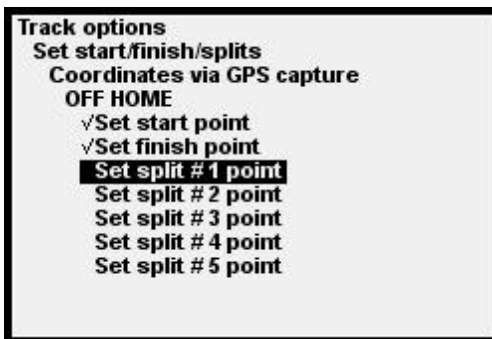 Track options
Set start/finish/splits
Coordinates via GPS capture
OFF HOME
√Set start point
√Set finish point
Set split # 1 point
Set split # 2 point
Set split # 3 point
Set split # 4 point
Set split # 5 point